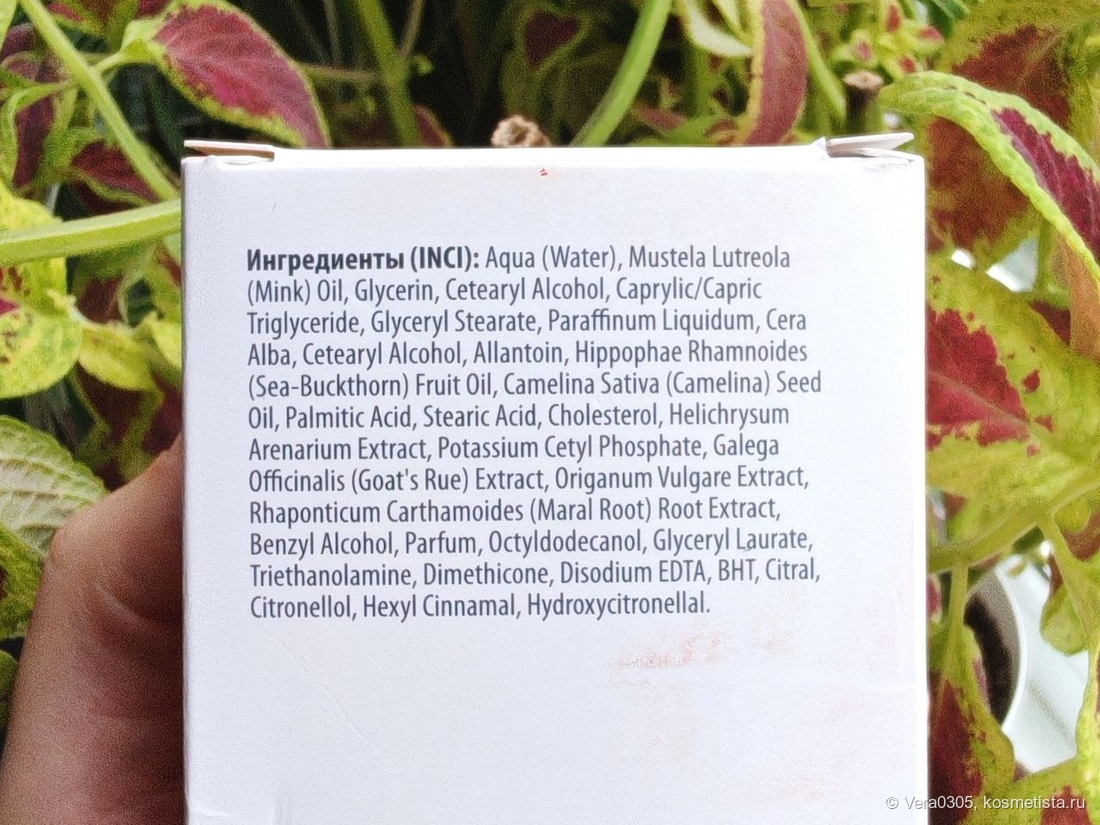 Ингредиенты (INCI): Aqua (Water), Mustela Lutreola
(Mink) Oil, Glycerin, Cetearyl Alcohol, Caprylic/Capric
Triglyceride, Glyceryl Stearate, Paraffinum Liquidum, Cera
Alba, Cetearyl Alcohol, Allantoin, Hippophae Rhamnoides
(Sea-Buckthorn) Fruit Oil, Camelina Sativa (Camelina) Seed
Oil, Palmitic Acid, Stearic Acid, Cholesterol, Helichrysum
Arenarium Extract, Potassium Cetyl Phosphate, Galega
Officinalis (Goat's Rue) Extract, Origanum Vulgare Extract,
Rhaponticum Carthamoides (Maral Root) Root Extract,
Benzyl Alcohol, Parfum, Octyldodecanol, Glyceryl Laurate,
Triethanolamine, Dimethicone, Disodium EDTA, BHT, Citral,
Citronellol, Hexyl Cinnamal, Hydroxycitronellal.
© Vera0305, kosmetista.ru